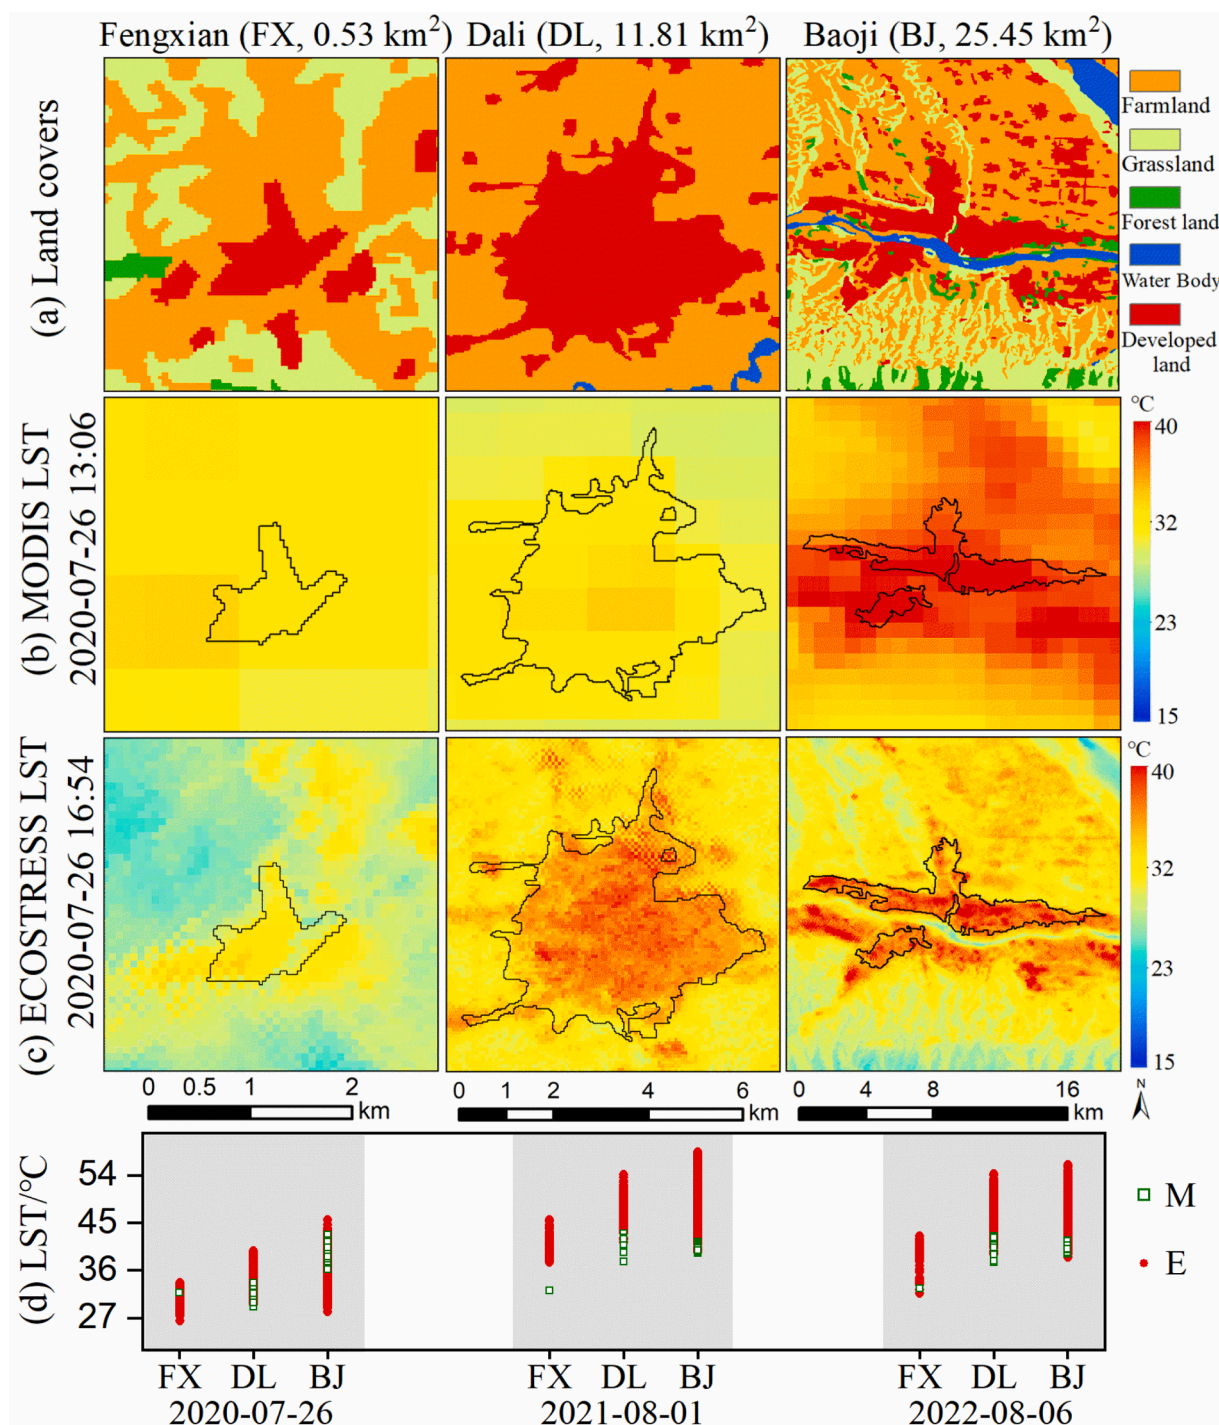 Fengxian (FX, 0.53 km²) Dali (DL, 11.81 km²) Baoji (BJ, 25.45 km²)
(a) Land covers
Farmland
Grassland
Forest land
Water Body
Developed
land
(b) MODIS LST
2020-07-26 13:06
°C
40
32
23
15
(c) ECOSTRESS LST
2020-07-26 16:54
°C
40
32
23
15
N
0 0.5 1 2 km
0 1 2 4 6 km
0 4 8 16 km
(d) LST/°C
54
45
36
27
M
E
FX DL BJ FX DL BJ FX DL BJ
2020-07-26 2021-08-01 2022-08-06